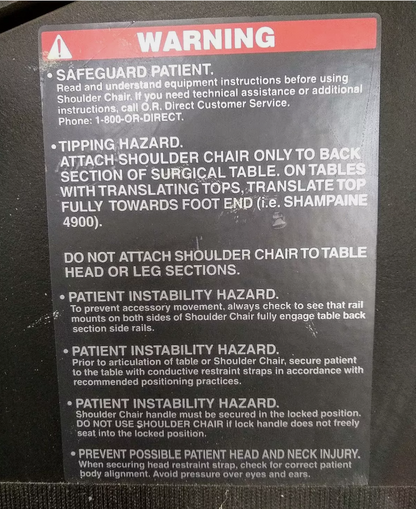 WARNING
• SAFEGUARD PATIENT.
Read and understand equipment instructions before using
Shoulder Chair. If you need technical assistance or additional
instructions, call O.R. Direct Customer Service.
Phone: 1-800-OR-DIRECT.
• TIPPING HAZARD.
ATTACH SHOULDER CHAIR ONLY TO BACK
SECTION OF SURGICAL TABLE. ON TABLES
WITH TRANSLATING TOPS, TRANSLATE TOP
FULLY TOWARDS FOOT END (i.e. SHAMPAINE
4900).
DO NOT ATTACH SHOULDER CHAIR TO TABLE
HEAD OR LEG SECTIONS.
• PATIENT INSTABILITY HAZARD.
To prevent accessory movement, always check to see that rail
mounts on both sides of Shoulder Chair fully engage table back
section side rails.
• PATIENT INSTABILITY HAZARD.
Prior to articulation of table or Shoulder Chair, secure patient
to the table with conductive restraint straps in accordance with
recommended positioning practices.
• PATIENT INSTABILITY HAZARD.
Shoulder Chair handle must be secured in the locked position.
DO NOT USE SHOULDER CHAIR if lock handle does not freely
seat into the locked position.
• PREVENT POSSIBLE PATIENT HEAD AND NECK INJURY.
When securing head restraint strap, check for correct patient
body alignment. Avoid pressure over eyes and ears.